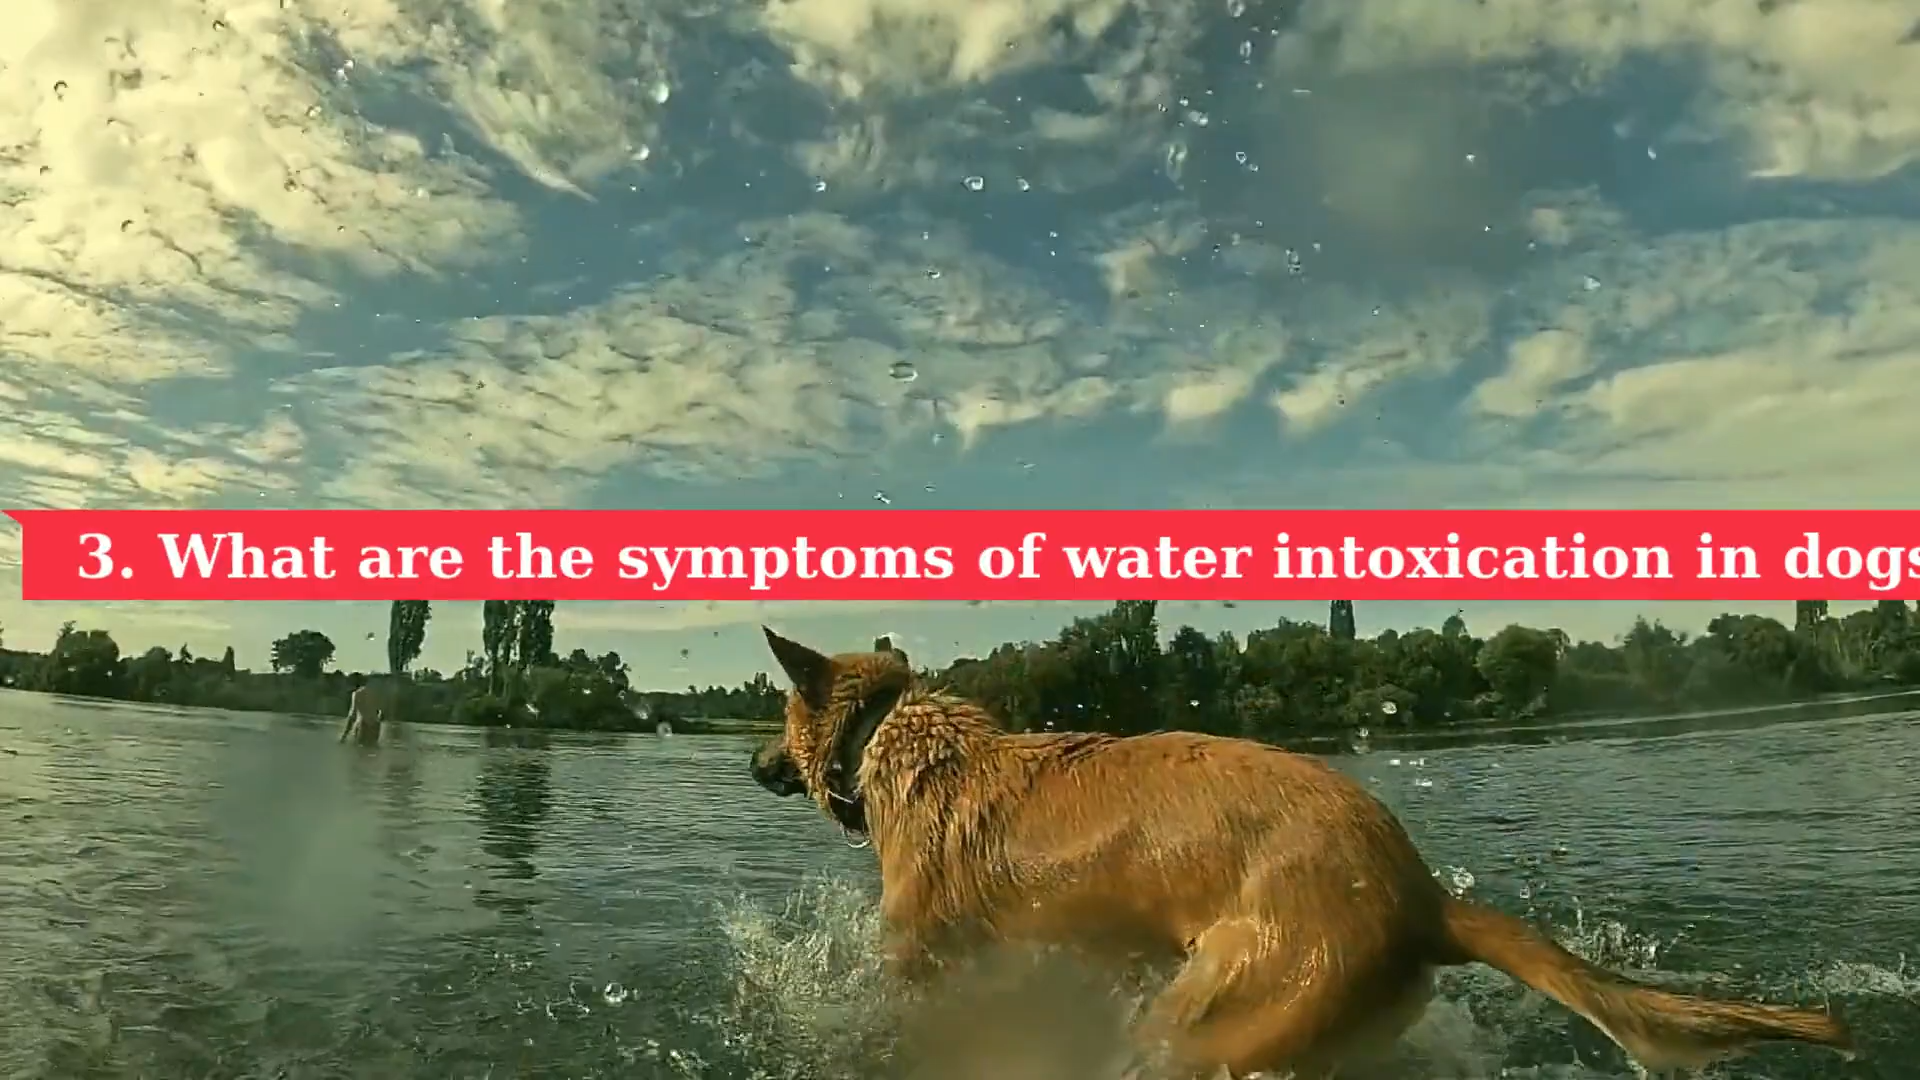 3. What are the symptoms of water intoxication in dogs